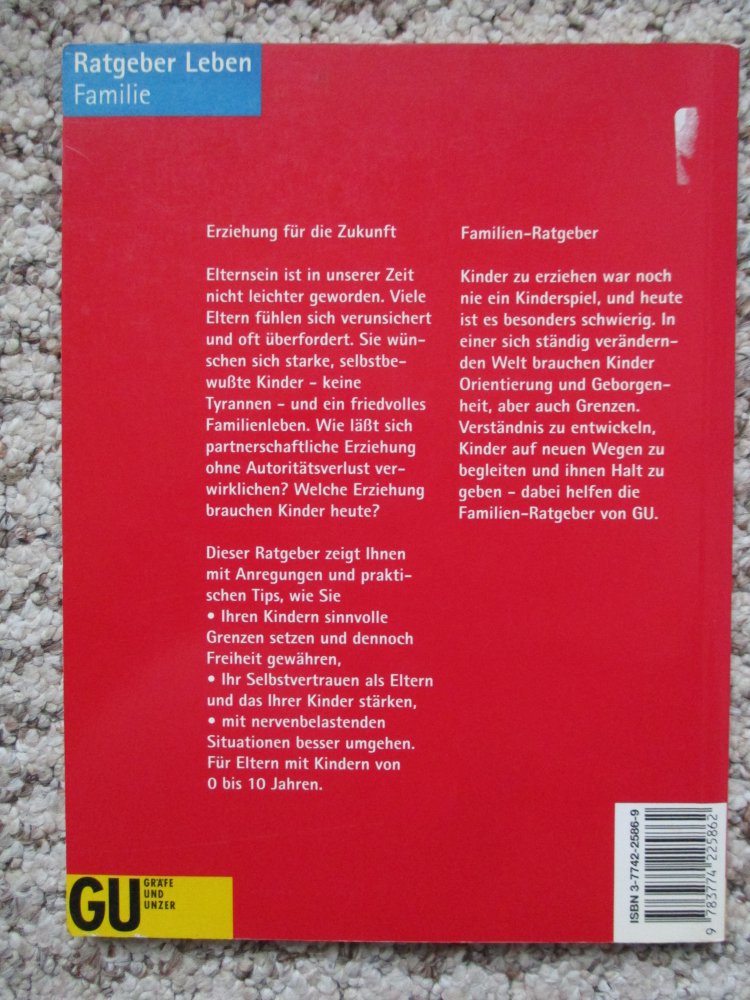 Ratgeber Leben
Familie
Erziehung für die Zukunft
Elternsein ist in unserer Zeit
nicht leichter geworden. Viele
Eltern fühlen sich verunsichert
und oft überfordert. Sie wün-
schen sich starke, selbstbe-
wußte Kinder – keine
Tyrannen – und ein friedvolles
Familienleben. Wie läßt sich
partnerschaftliche Erziehung
ohne Autoritätsverlust ver-
wirklichen? Welche Erziehung
brauchen Kinder heute?
Dieser Ratgeber zeigt Ihnen
mit Anregungen und prakti-
schen Tips, wie Sie
• Ihren Kindern sinnvolle
Grenzen setzen und dennoch
Freiheit gewähren,
• Ihr Selbstvertrauen als Eltern
und das Ihrer Kinder stärken,
• mit nervenbelastenden
Situationen besser umgehen.
Für Eltern mit Kindern von
0 bis 10 Jahren.
Familien-Ratgeber
Kinder zu erziehen war noch
nie ein Kinderspiel, und heute
ist es besonders schwierig. In
einer sich ständig verändern-
den Welt brauchen Kinder
Orientierung und Geborgen-
heit, aber auch Grenzen.
Verständnis zu entwickeln,
Kinder auf neuen Wegen zu
begleiten und ihnen Halt zu
geben – dabei helfen die
Familien-Ratgeber von GU.
GU
GRÄFE
UND
UNZER
ISBN 3-7742-2586-9
9 783774 225862